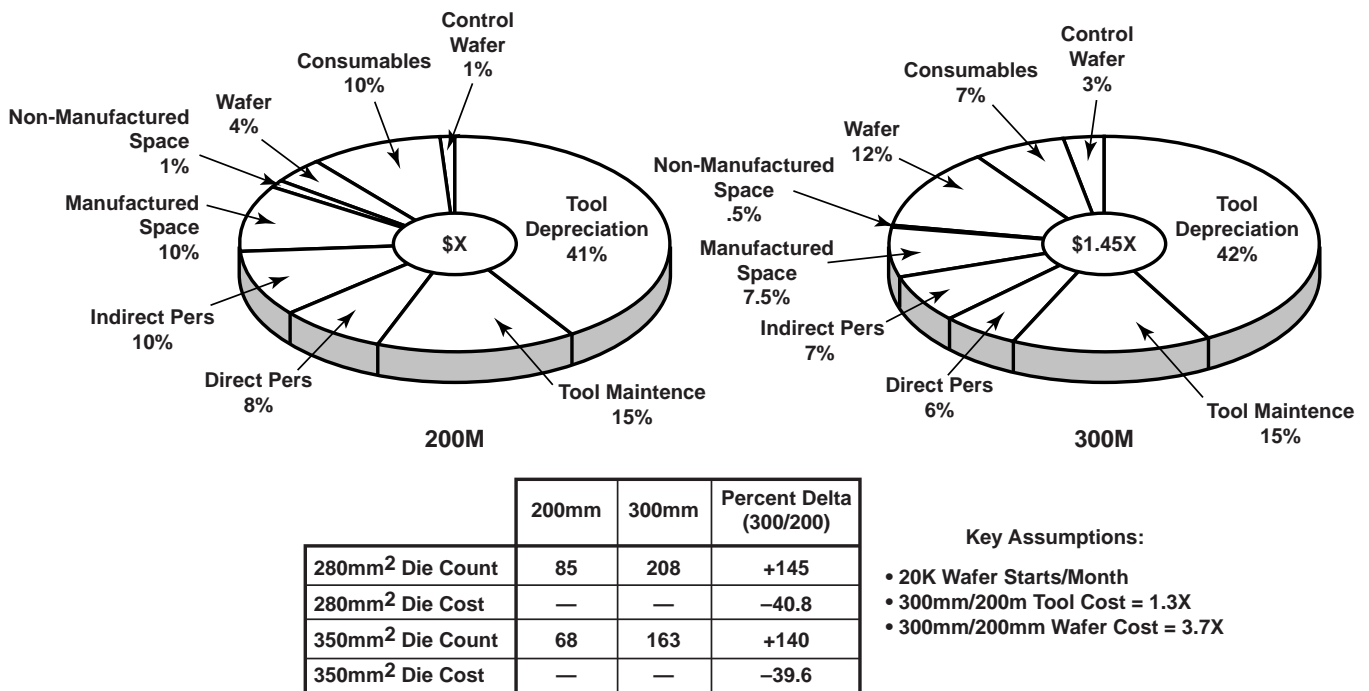 Control
Wafer
1%
Consumables
10%
Wafer
4%
Non-Manufactured
Space
1%
Manufactured
Space
10%
Indirect Pers
10%
Direct Pers
8%
Tool Maintence
15%
Tool
Depreciation
41%
$X
200M
Control
Wafer
3%
Consumables
7%
Wafer
12%
Non-Manufactured
Space
.5%
Manufactured
Space
7.5%
Indirect Pers
7%
Direct Pers
6%
Tool Maintence
15%
Tool
Depreciation
42%
$1.45X
300M
200mm 300mm Percent Delta
(300/200)
280mm² Die Count 85 208 +145
280mm² Die Cost — — –40.8
350mm² Die Count 68 163 +140
350mm² Die Cost — — –39.6
Key Assumptions:
• 20K Wafer Starts/Month
• 300mm/200m Tool Cost = 1.3X
• 300mm/200mm Wafer Cost = 3.7X